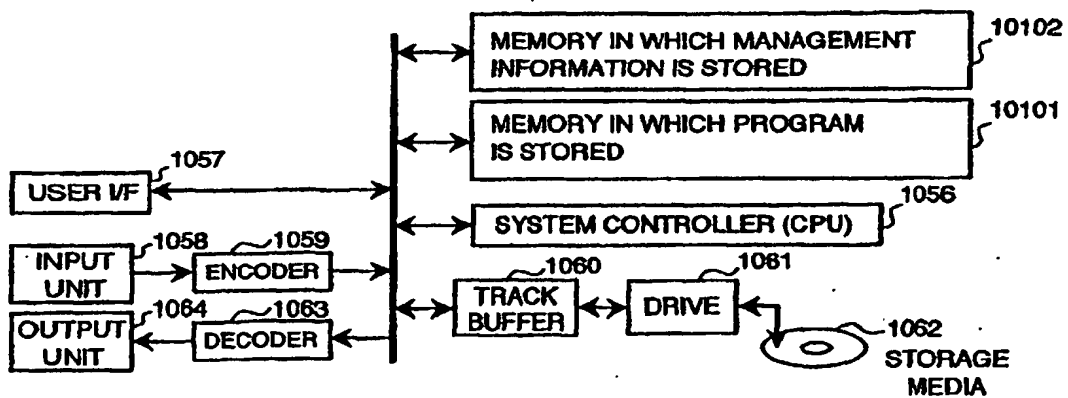 10102
MEMORY IN WHICH MANAGEMENT
INFORMATION IS STORED
10101
MEMORY IN WHICH PROGRAM
IS STORED
1057
USER I/F
1056
SYSTEM CONTROLLER (CPU)
1058
INPUT
UNIT
1059
ENCODER
1060
TRACK
BUFFER
1061
DRIVE
1064
OUTPUT
UNIT
1063
DECODER
1062
STORAGE
MEDIA